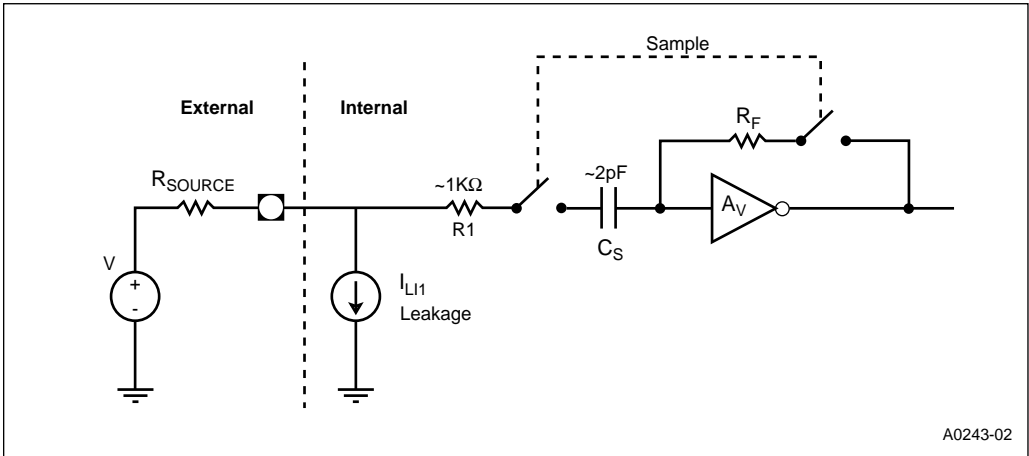 Sample
External
Internal
R_F
R_SOURCE
~1KΩ
R1
~2pF
C_S
A_V
V
+
-
I_LI1
Leakage
A0243-02